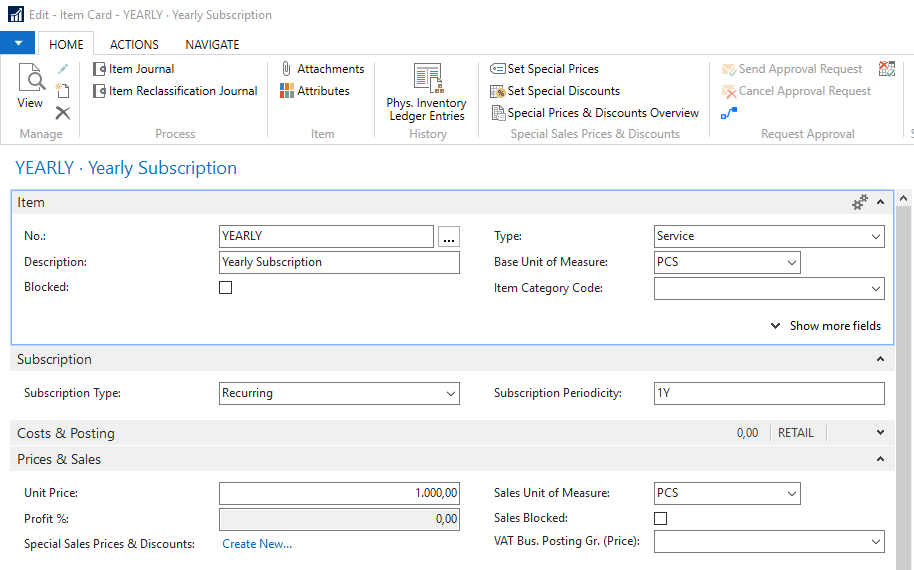 Edit - Item Card - YEARLY · Yearly Subscription
HOME ACTIONS NAVIGATE
View
Manage
Item Journal
Item Reclassification Journal
Process
Attachments
Attributes
Item
Phys. Inventory
Ledger Entries
History
Set Special Prices
Set Special Discounts
Special Prices & Discounts Overview
Special Sales Prices & Discounts
Send Approval Request
Cancel Approval Request
Request Approval
YEARLY · Yearly Subscription
Item
No.: YEARLY ...
Type: Service
Description: Yearly Subscription
Base Unit of Measure: PCS
Blocked:
Item Category Code:
Show more fields
Subscription
Subscription Type: Recurring
Subscription Periodicity: 1Y
Costs & Posting 0,00 RETAIL
Prices & Sales
Unit Price: 1.000,00
Sales Unit of Measure: PCS
Profit %: 0,00
Sales Blocked:
Special Sales Prices & Discounts: Create New...
VAT Bus. Posting Gr. (Price):